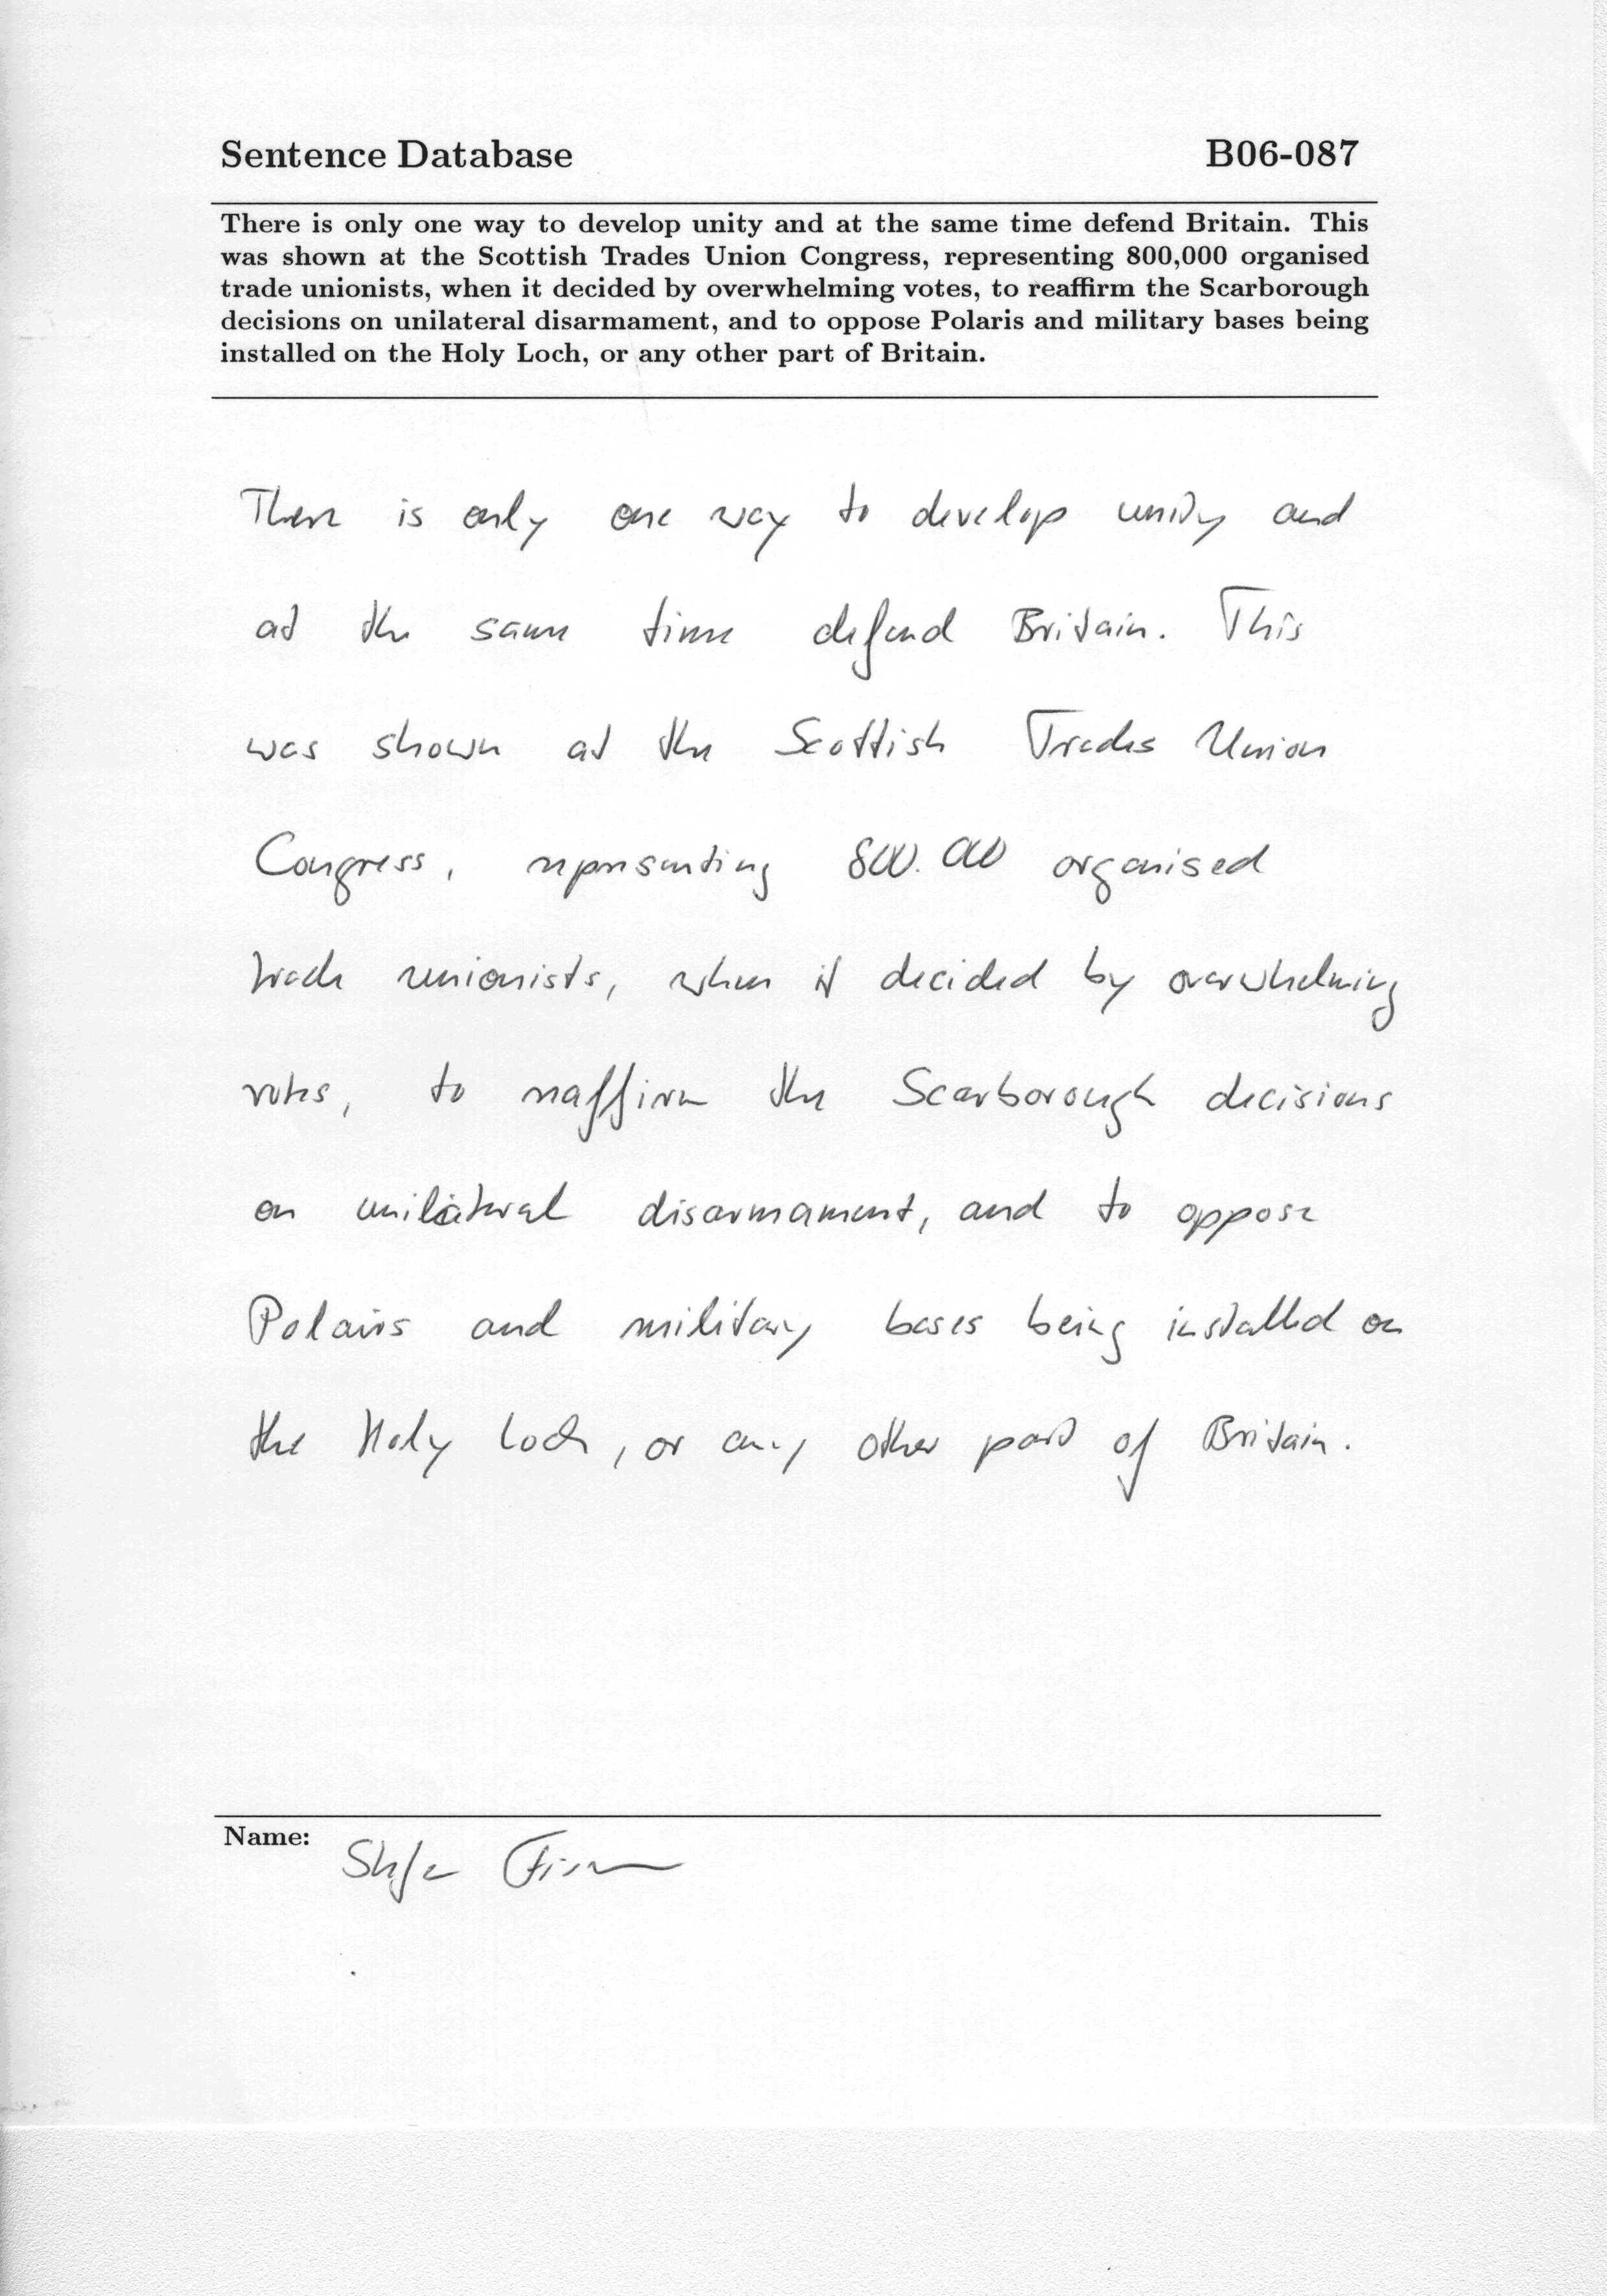 Sentence Database B06-087
There is only one way to develop unity and at the same time defend Britain. This
was shown at the Scottish Trades Union Congress, representing 800,000 organised
trade unionists, when it decided by overwhelming votes, to reaffirm the Scarborough
decisions on unilateral disarmament, and to oppose Polaris and military bases being
installed on the Holy Loch, or any other part of Britain.
There is only one way to develop unity and
at the same time defend Britain. This
was shown at the Scottish Trades Union
Congress, representing 800.000 organised
trade unionists, when it decided by overwhelming
votes, to reaffirm the Scarborough decisions
on unilateral disarmament, and to oppose
Polairs and military bases being installed on
the Holy Loch, or any other part of Britain.
Name: